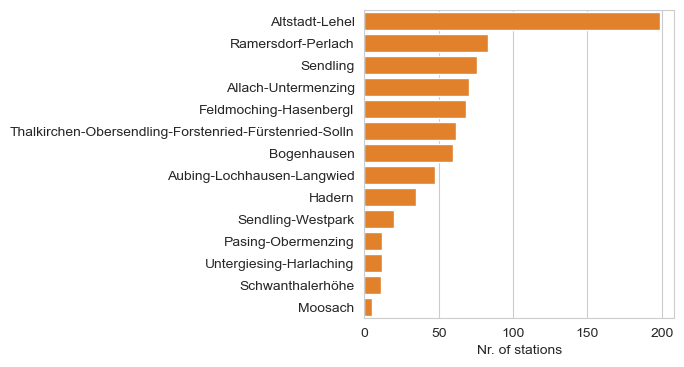 Altstadt-Lehel
Ramersdorf-Perlach
Sendling
Allach-Untermenzing
Feldmoching-Hasenbergl
Thalkirchen-Obersendling-Forstenried-Fürstenried-Solln
Bogenhausen
Aubing-Lochhausen-Langwied
Hadern
Sendling-Westpark
Pasing-Obermenzing
Untergiesing-Harlaching
Schwanthalerhöhe
Moosach
0 50 100 150 200
Nr. of stations